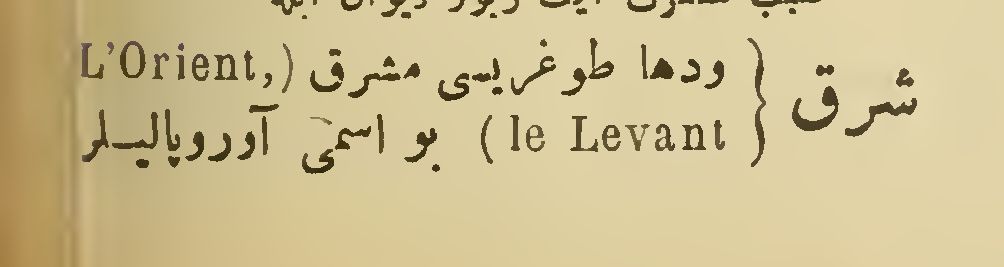 شرق } ودها طوغریسی مشرق (L'Orient,
le Levant ) بو اسمی آوروپالیلر